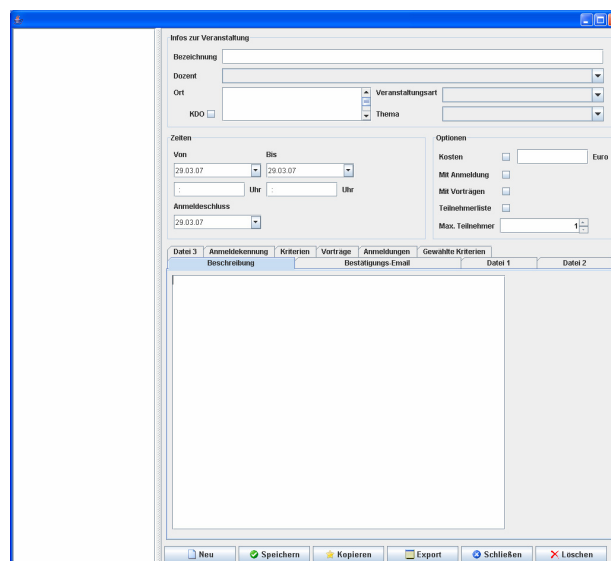 Infos zur Veranstaltung
Bezeichnung
Dozent
Ort Veranstaltungsart
KDO Thema
Zeiten Optionen
Von Bis Kosten Euro
29.03.07 29.03.07 Mit Anmeldung
: Uhr : Uhr Mit Vorträgen
Anmeldeschluss Teilnehmerliste
29.03.07 Max. Teilnehmer 1
Datei 3 Anmeldekennung Kriterien Vorträge Anmeldungen Gewählte Kriterien
Beschreibung Bestätigungs-Email Datei 1 Datei 2
Neu Speichern Kopieren Export Schließen Löschen